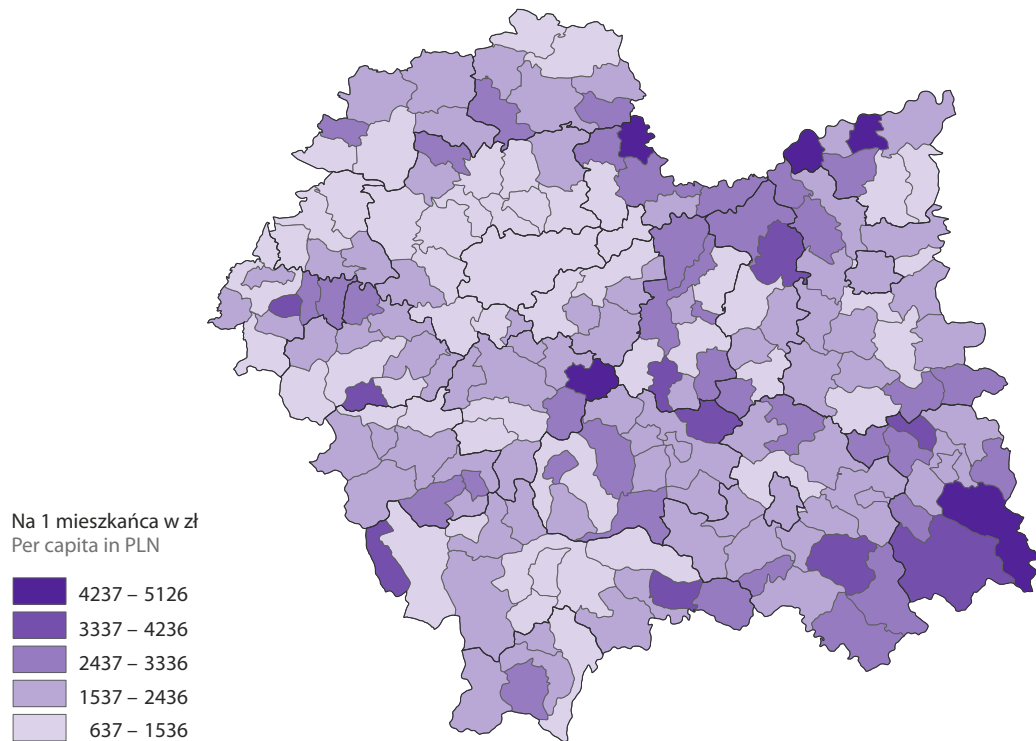 Na 1 mieszkańca w zł
Per capita in PLN
4237 – 5126
3337 – 4236
2437 – 3336
1537 – 2436
637 – 1536